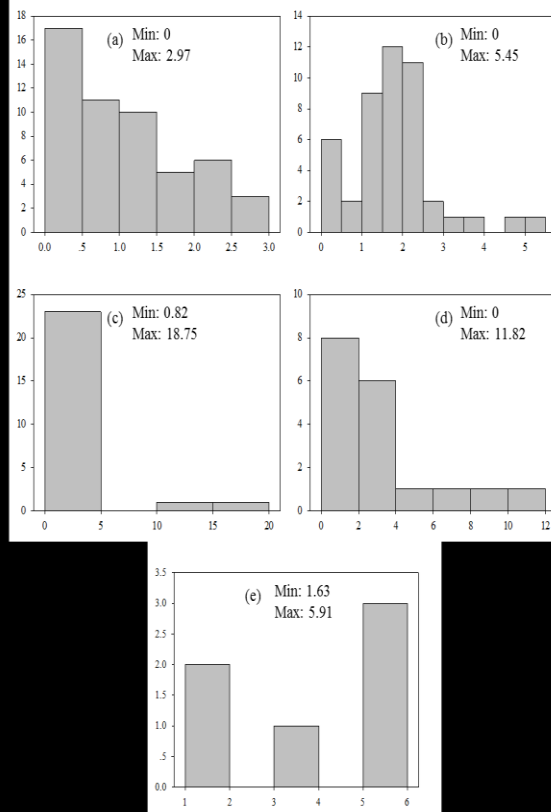 18
16
14
12
10
8
6
4
2
0
(a) Min: 0
Max: 2.97
0.0 .5 1.0 1.5 2.0 2.5 3.0
14
12
10
8
6
4
2
0
(b) Min: 0
Max: 5.45
0 1 2 3 4 5
25
20
15
10
5
0
(c) Min: 0.82
Max: 18.75
0 5 10 15 20
10
8
6
4
2
0
(d) Min: 0
Max: 11.82
0 2 4 6 8 10 12
3.5
3.0
2.5
2.0
1.5
1.0
.5
0.0
(e) Min: 1.63
Max: 5.91
1 2 3 4 5 6